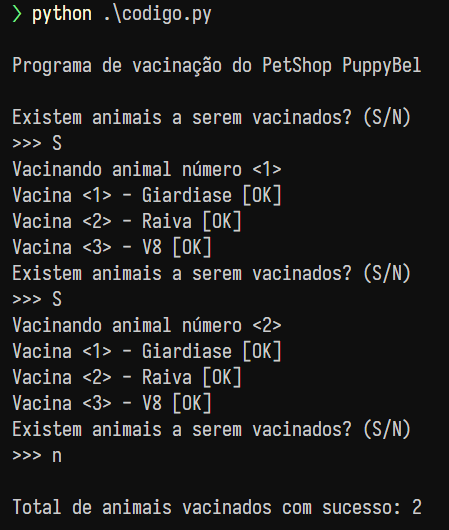 ❯ python .\codigo.py
Programa de vacinação do PetShop PuppyBel
Existem animais a serem vacinados? (S/N)
>>> S
Vacinando animal número <1>
Vacina <1> - Giardiase [OK]
Vacina <2> - Raiva [OK]
Vacina <3> - V8 [OK]
Existem animais a serem vacinados? (S/N)
>>> S
Vacinando animal número <2>
Vacina <1> - Giardiase [OK]
Vacina <2> - Raiva [OK]
Vacina <3> - V8 [OK]
Existem animais a serem vacinados? (S/N)
>>> n
Total de animais vacinados com sucesso: 2